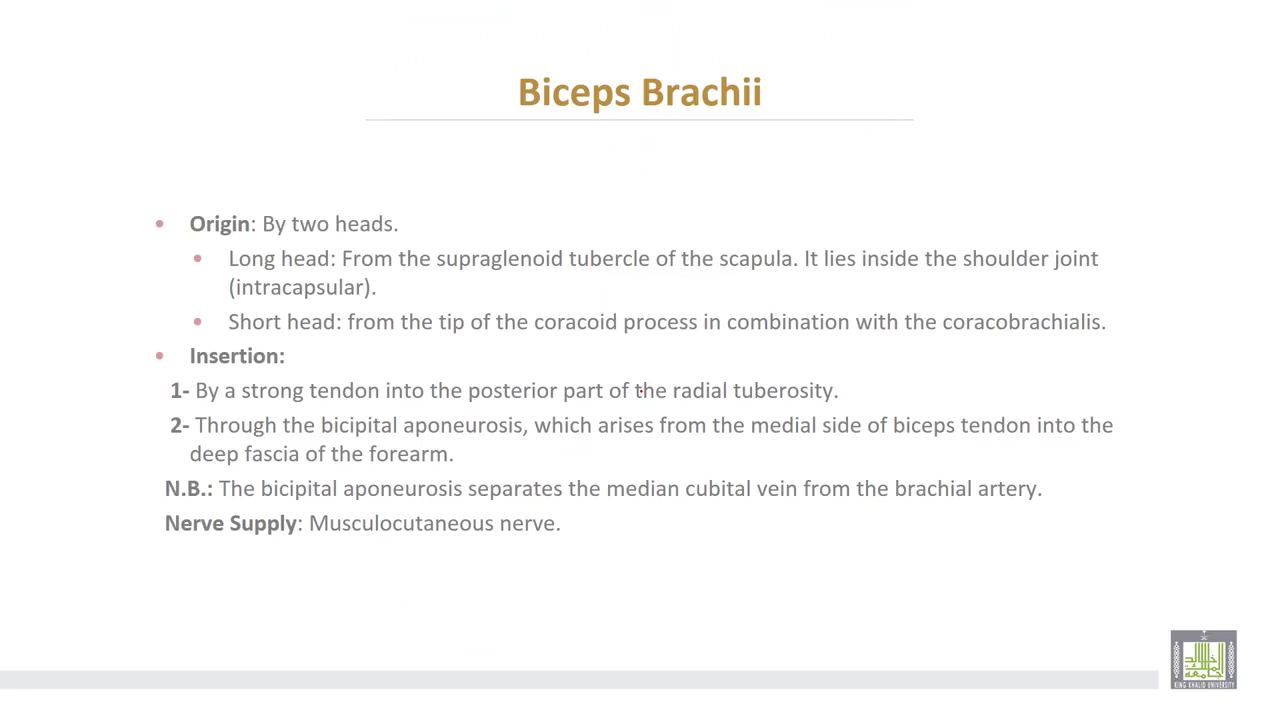 Biceps Brachii
• Origin: By two heads.
• Long head: From the supraglenoid tubercle of the scapula. It lies inside the shoulder joint
(intracapsular).
• Short head: from the tip of the coracoid process in combination with the coracobrachialis.
• Insertion:
1- By a strong tendon into the posterior part of the radial tuberosity.
2- Through the bicipital aponeurosis, which arises from the medial side of biceps tendon into the
deep fascia of the forearm.
N.B.: The bicipital aponeurosis separates the median cubital vein from the brachial artery.
Nerve Supply: Musculocutaneous nerve.
KING KHALID UNIVERSITY